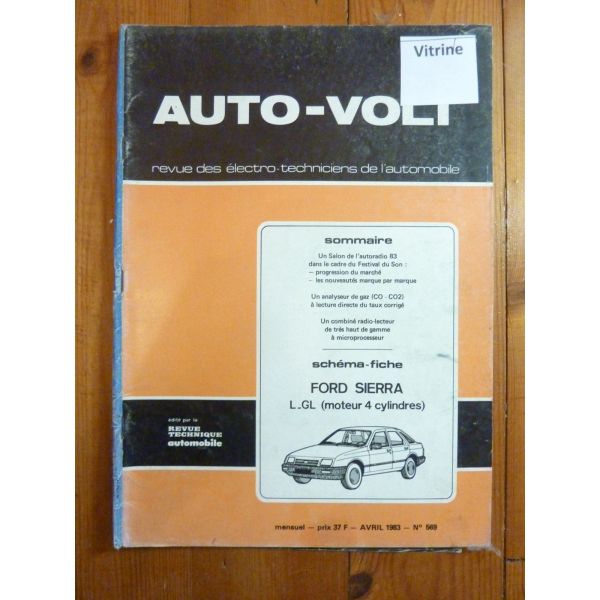 Vitrine
AUTO-VOLT
revue des électro-techniciens de l'automobile
sommaire
Un Salon de l'autoradio 83
dans le cadre du Festival du Son :
– progression du marché
– les nouveautés marque par marque
Un analyseur de gaz (CO - CO2)
à lecture directe du taux corrigé
Un combiné radio-lecteur
de très haut de gamme
à microprocesseur
schéma-fiche
FORD SIERRA
L-GL (moteur 4 cylindres)
édité par la
REVUE
TECHNIQUE
automobile
mensuel – prix 37 F – AVRIL 1983 – N° 569